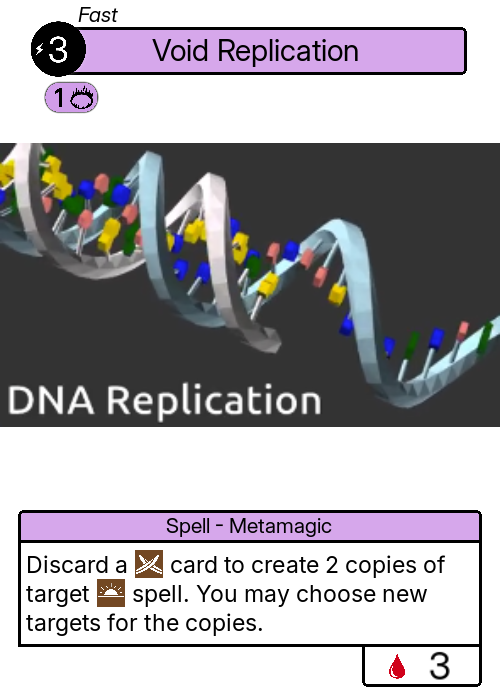 Fast
3 Void Replication
1
DNA Replication
Spell - Metamagic
Discard a card to create 2 copies of
target spell. You may choose new
targets for the copies.
3